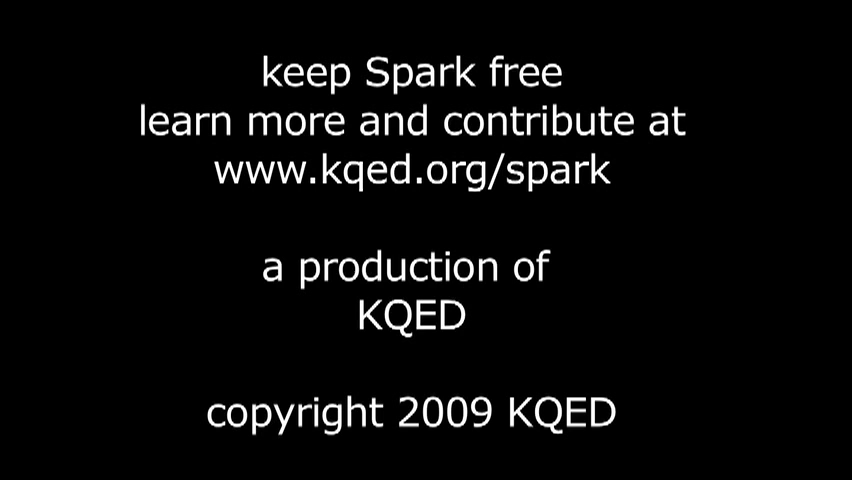 keep Spark free
learn more and contribute at
www.kqed.org/spark
a production of
KQED
copyright 2009 KQED